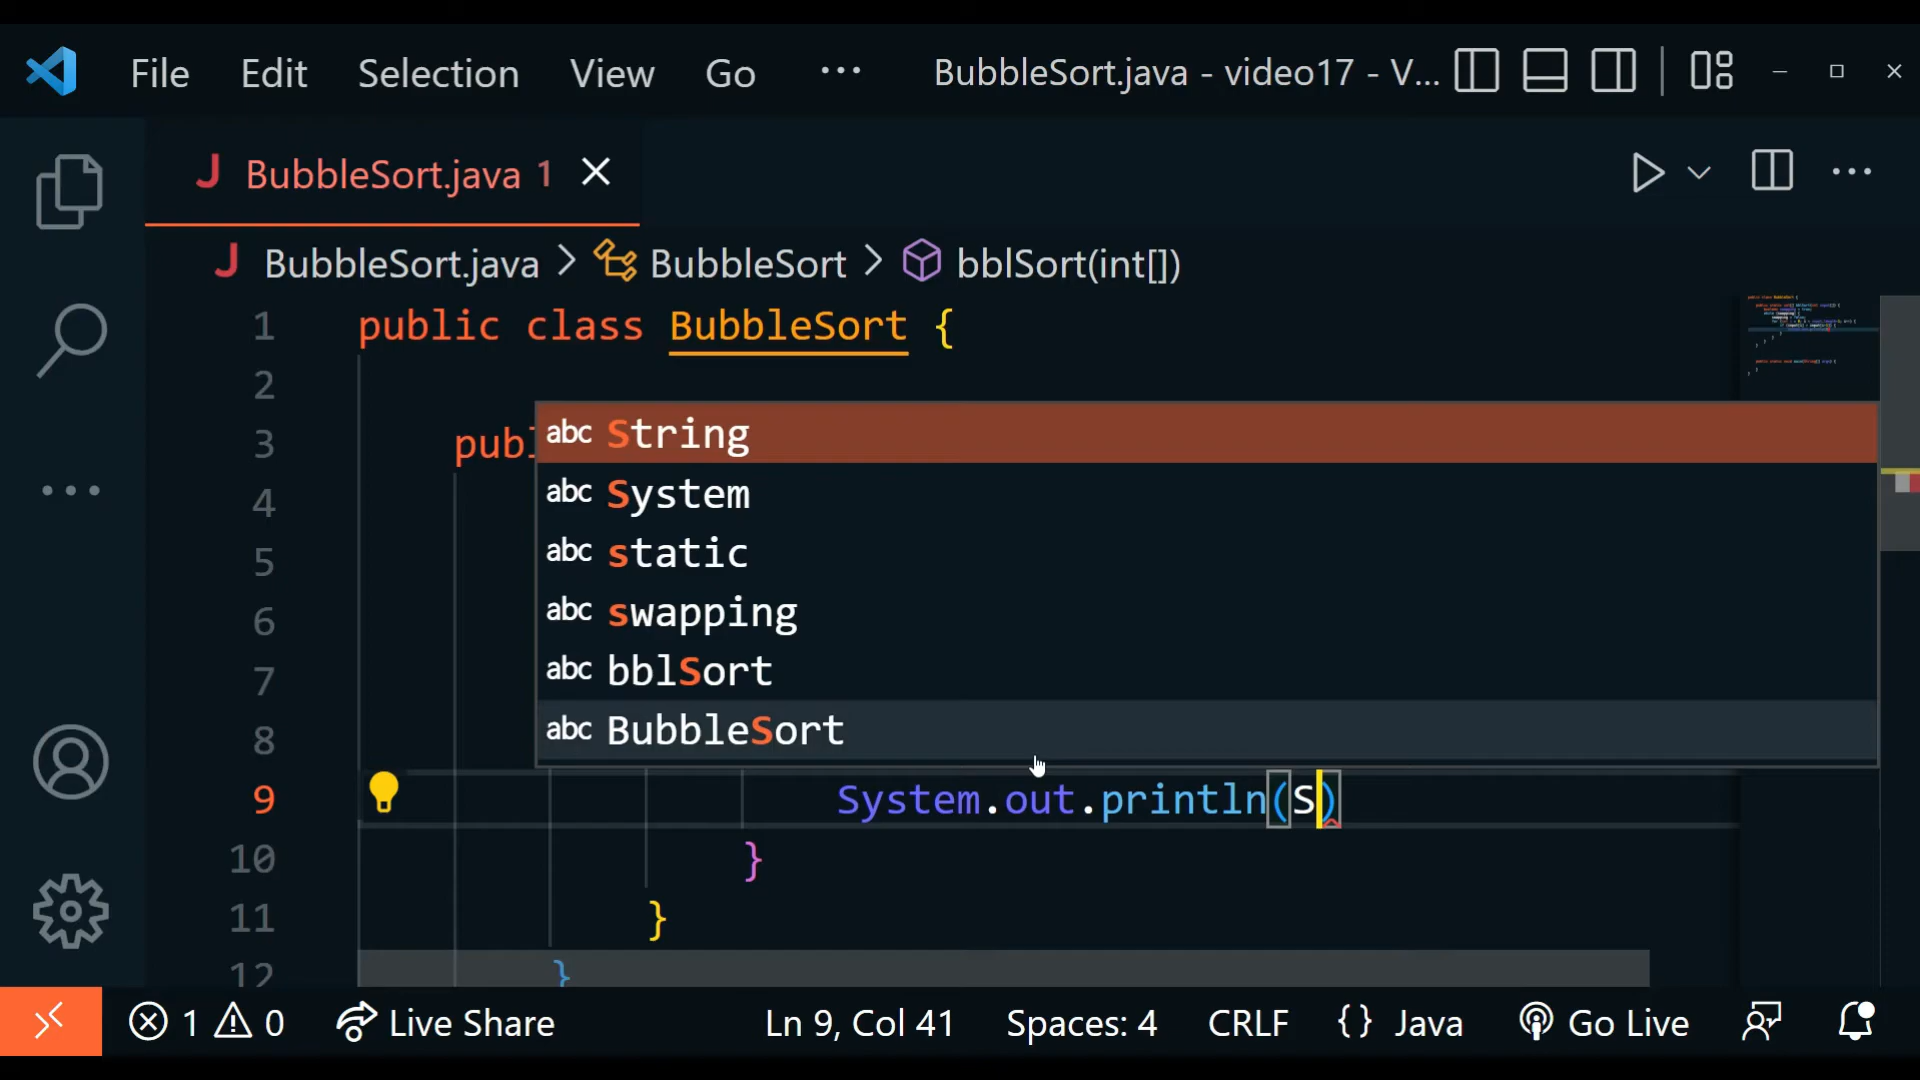 File Edit Selection View Go ··· BubbleSort.java - video17 - V...
BubbleSort.java 1
BubbleSort.java > BubbleSort > bblSort(int[])
1 public class BubbleSort {
2
3 publ
4
5
6
7
8
abc String
abc System
abc static
abc swapping
abc bblSort
abc BubbleSort
9 System.out.println(S)
10 }
11 }
12 }
1 0 Live Share Ln 9, Col 41 Spaces: 4 CRLF {} Java Go Live